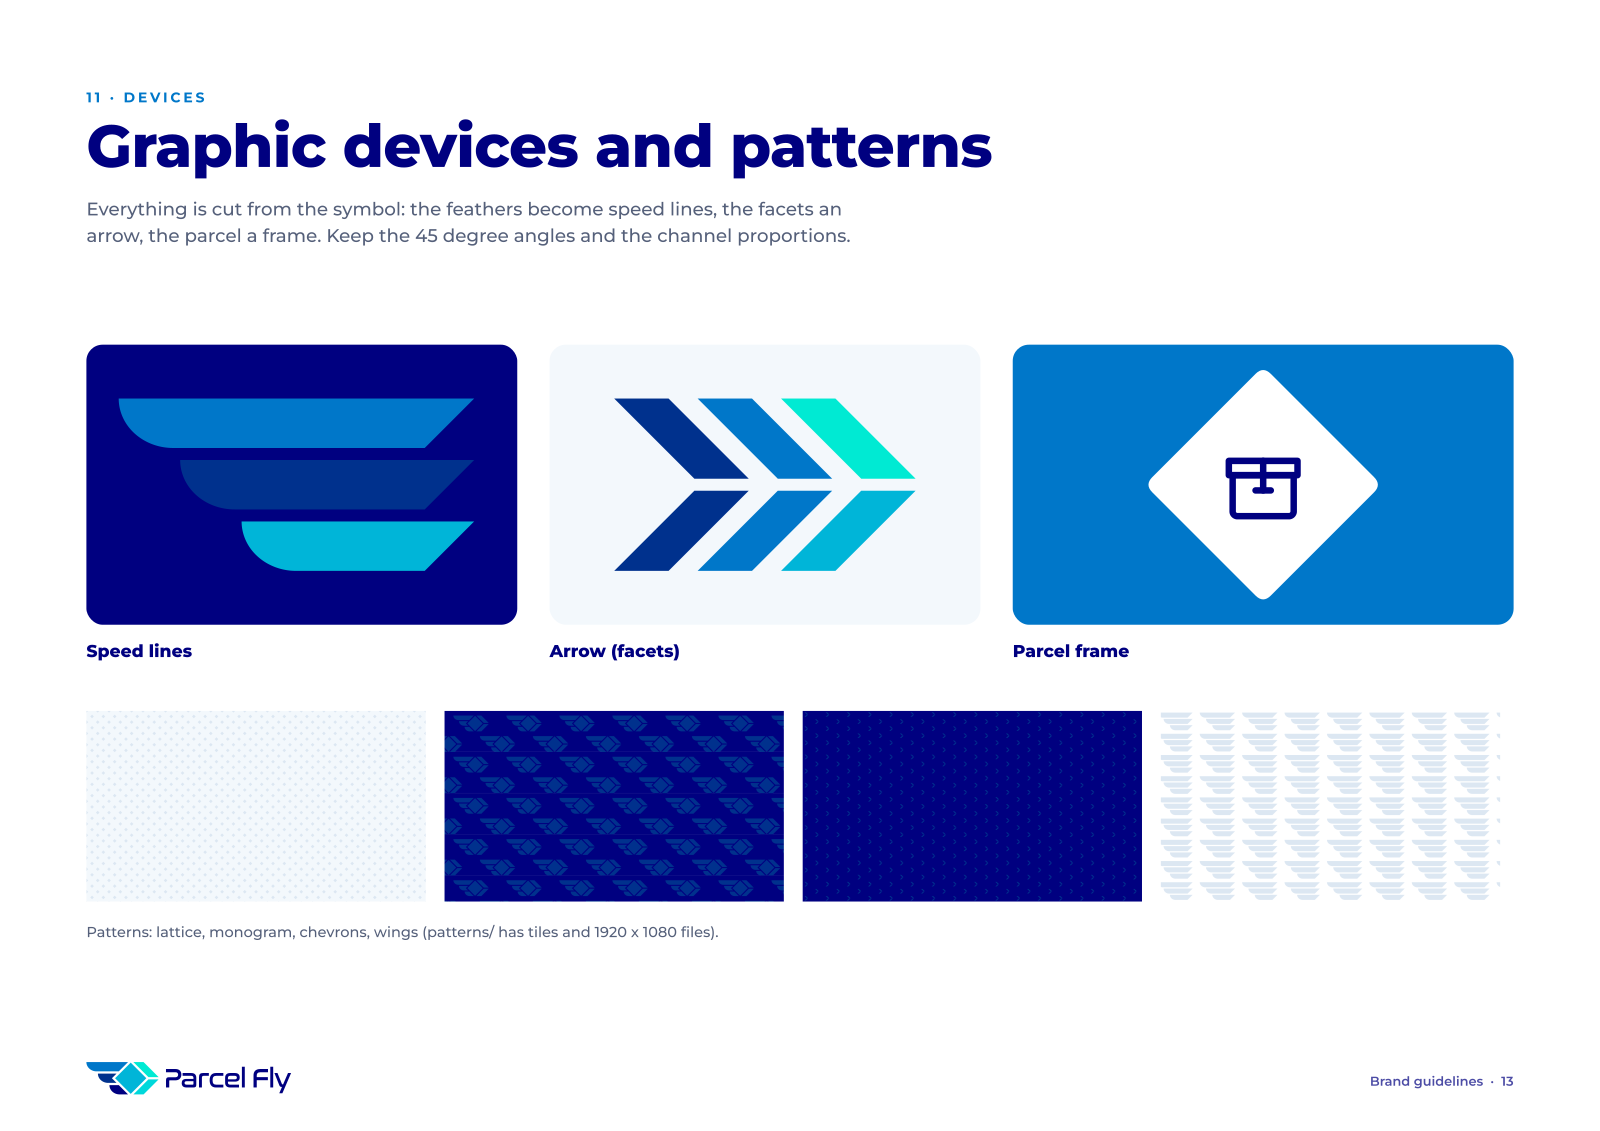 11 · DEVICES
Graphic devices and patterns
Everything is cut from the symbol: the feathers become speed lines, the facets an
arrow, the parcel a frame. Keep the 45 degree angles and the channel proportions.
Speed lines
Arrow (facets)
Parcel frame
Patterns: lattice, monogram, chevrons, wings (patterns/ has tiles and 1920 x 1080 files).
Parcel Fly
Brand guidelines · 13